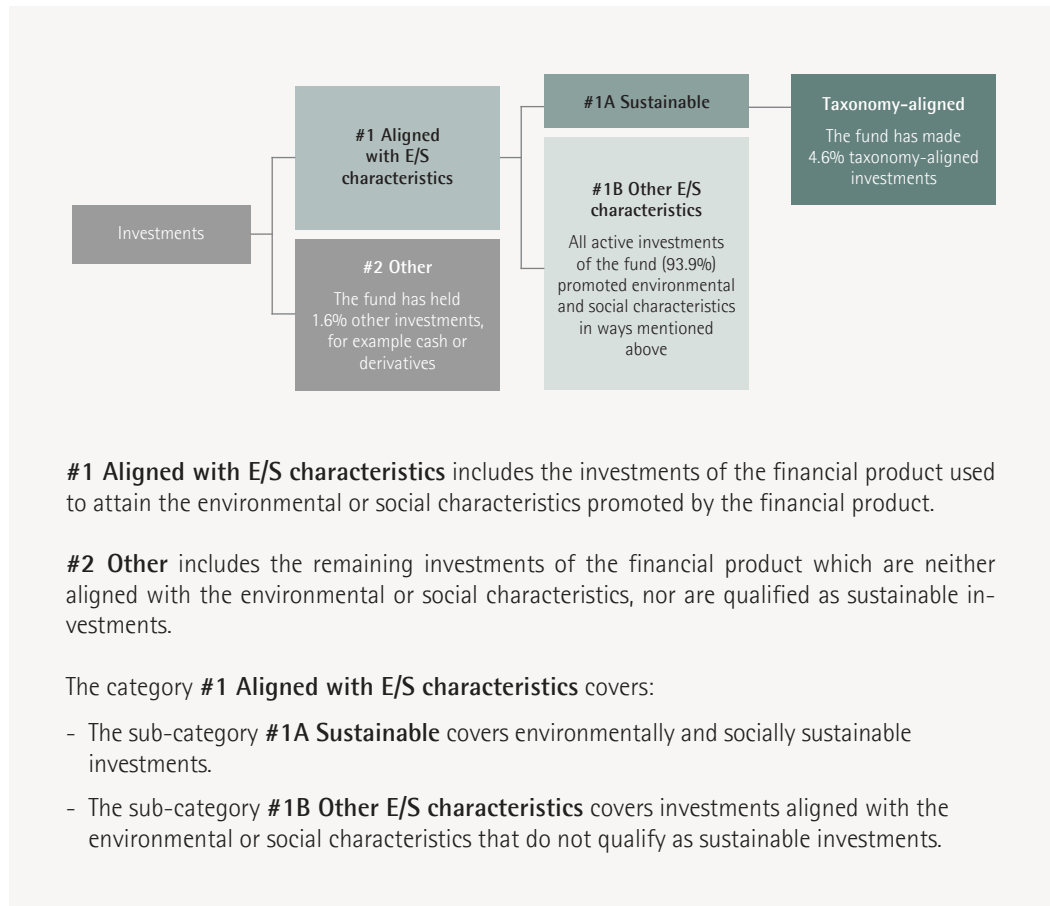 Investments
#1 Aligned
with E/S
characteristics
#2 Other
The fund has held
1.6% other investments,
for example cash or
derivatives
#1A Sustainable
#1B Other E/S
characteristics
All active investments
of the fund (93.9%)
promoted environmental
and social characteristics
in ways mentioned
above
Taxonomy-aligned
The fund has made
4.6% taxonomy-aligned
investments
#1 Aligned with E/S characteristics includes the investments of the financial product used
to attain the environmental or social characteristics promoted by the financial product.
#2 Other includes the remaining investments of the financial product which are neither
aligned with the environmental or social characteristics, nor are qualified as sustainable in-
vestments.
The category #1 Aligned with E/S characteristics covers:
- The sub-category #1A Sustainable covers environmentally and socially sustainable
investments.
- The sub-category #1B Other E/S characteristics covers investments aligned with the
environmental or social characteristics that do not qualify as sustainable investments.